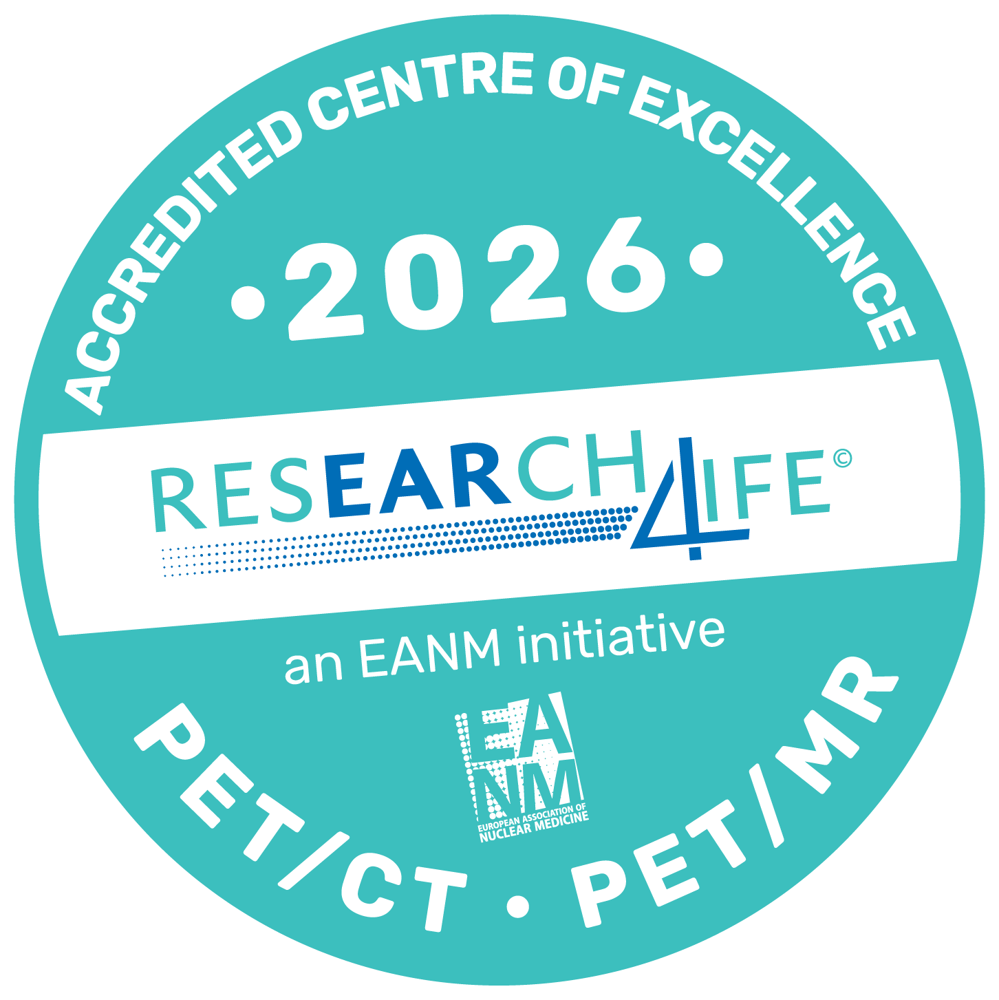 ACCREDITED CENTRE OF EXCELLENCE
•2026•
RESEARCH4LIFE©
an EANM initiative
EANM
EUROPEAN ASSOCIATION OF
NUCLEAR MEDICINE
PET/CT • PET/MR